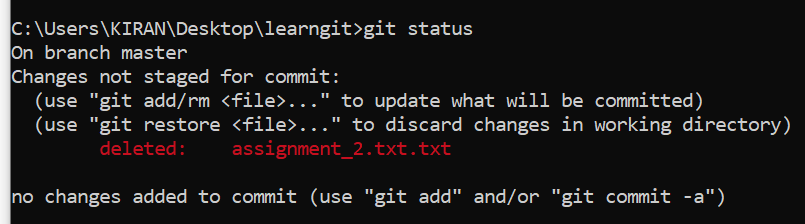 C:\Users\KIRAN\Desktop\learngit>git status
On branch master
Changes not staged for commit:
  (use "git add/rm <file>..." to update what will be committed)
  (use "git restore <file>..." to discard changes in working directory)
        deleted:    assignment_2.txt.txt

no changes added to commit (use "git add" and/or "git commit -a")